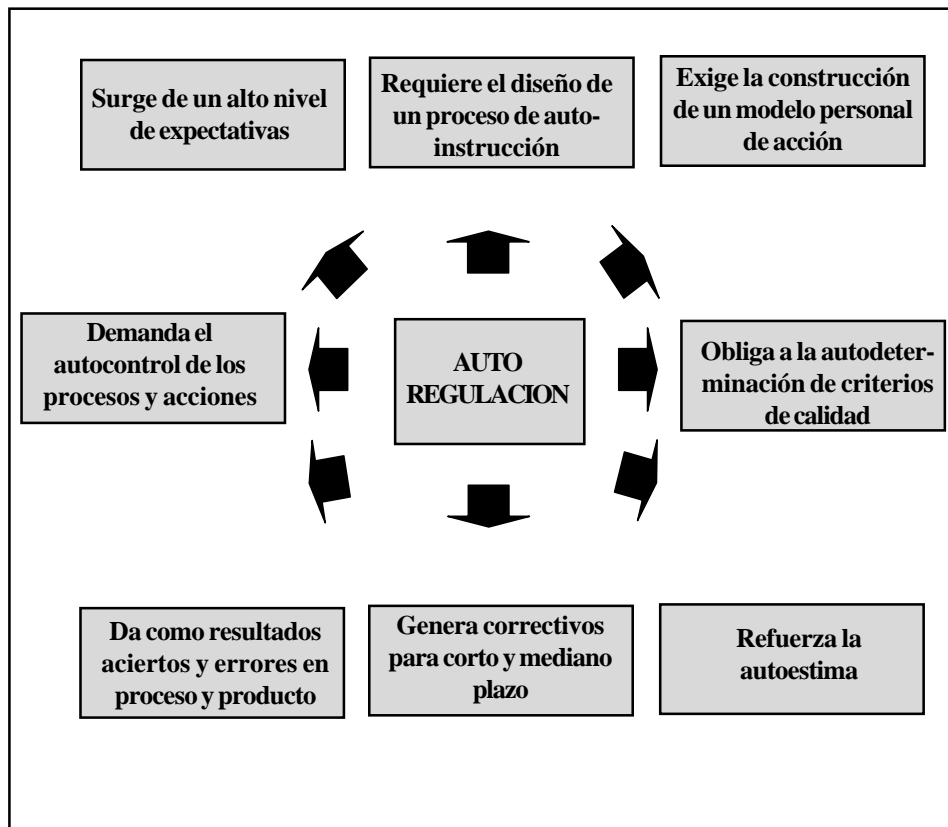 Surge de un alto nivel
de expectativas
Requiere el diseño de
un proceso de auto-
instrucción
Exige la construcción
de un modelo personal
de acción
Demanda el
autocontrol de los
procesos y acciones
AUTO
REGULACION
Obliga a la autodeter-
minación de criterios
de calidad
Da como resultados
aciertos y errores en
proceso y producto
Genera correctivos
para corto y mediano
plazo
Refuerza la
autoestima